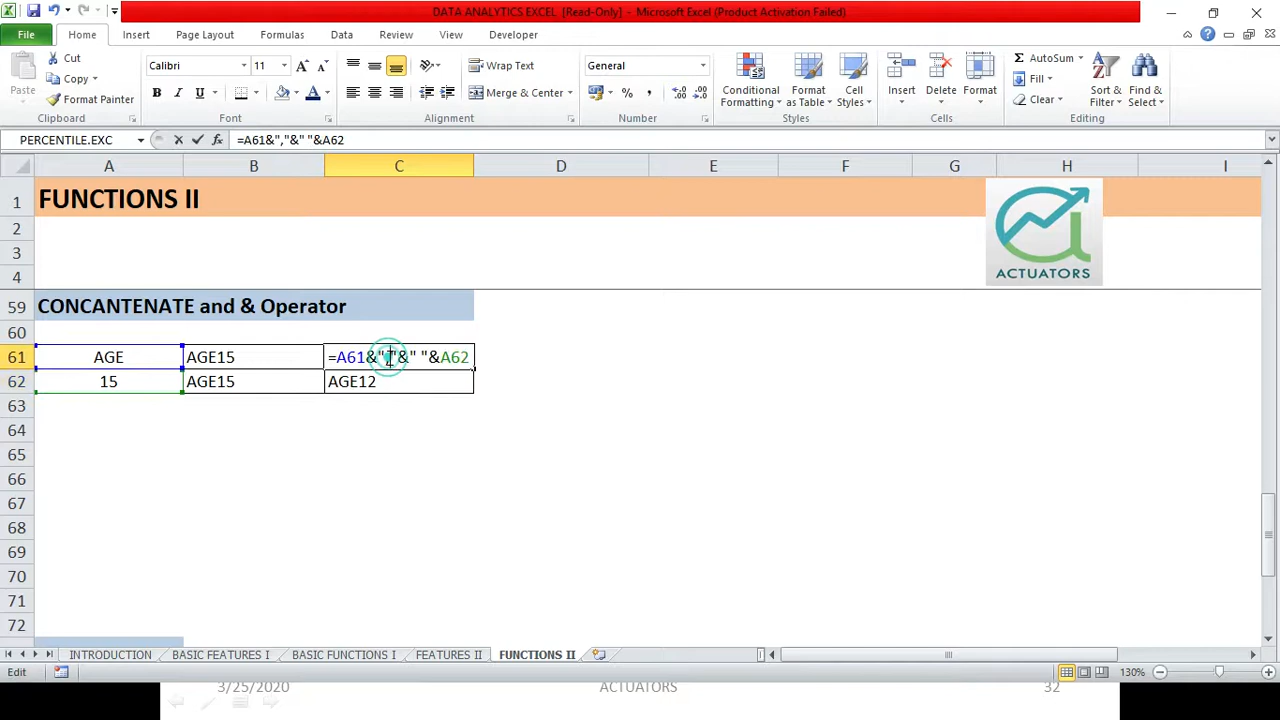 DATA ANALYTICS EXCEL [Read-Only] - Microsoft Excel (Product Activation Failed)
File Home Insert Page Layout Formulas Data Review View Developer
Paste
Cut
Copy
Format Painter
Clipboard
Calibri 11
B I U A
Font
Wrap Text
Merge & Center
Alignment
General
% ,
Number
Conditional Formatting
Format as Table
Cell Styles
Styles
Insert
Delete
Format
Cells
Σ AutoSum
Fill
Clear
Sort & Filter
Find & Select
Editing
PERCENTILE.EXC fx =A61&","&" "&A62
A B C D E F G H I
1 FUNCTIONS II
2
3
4
ACTUATORS
59 CONCANTENATE and & Operator
60
61 AGE AGE15 =A61&","&" "&A62
62 15 AGE15 AGE12
63
64
65
66
67
68
69
70
71
72
INTRODUCTION BASIC FEATURES I BASIC FUNCTIONS I FEATURES II FUNCTIONS II
Edit 130%
3/25/2020 ACTUATORS 32